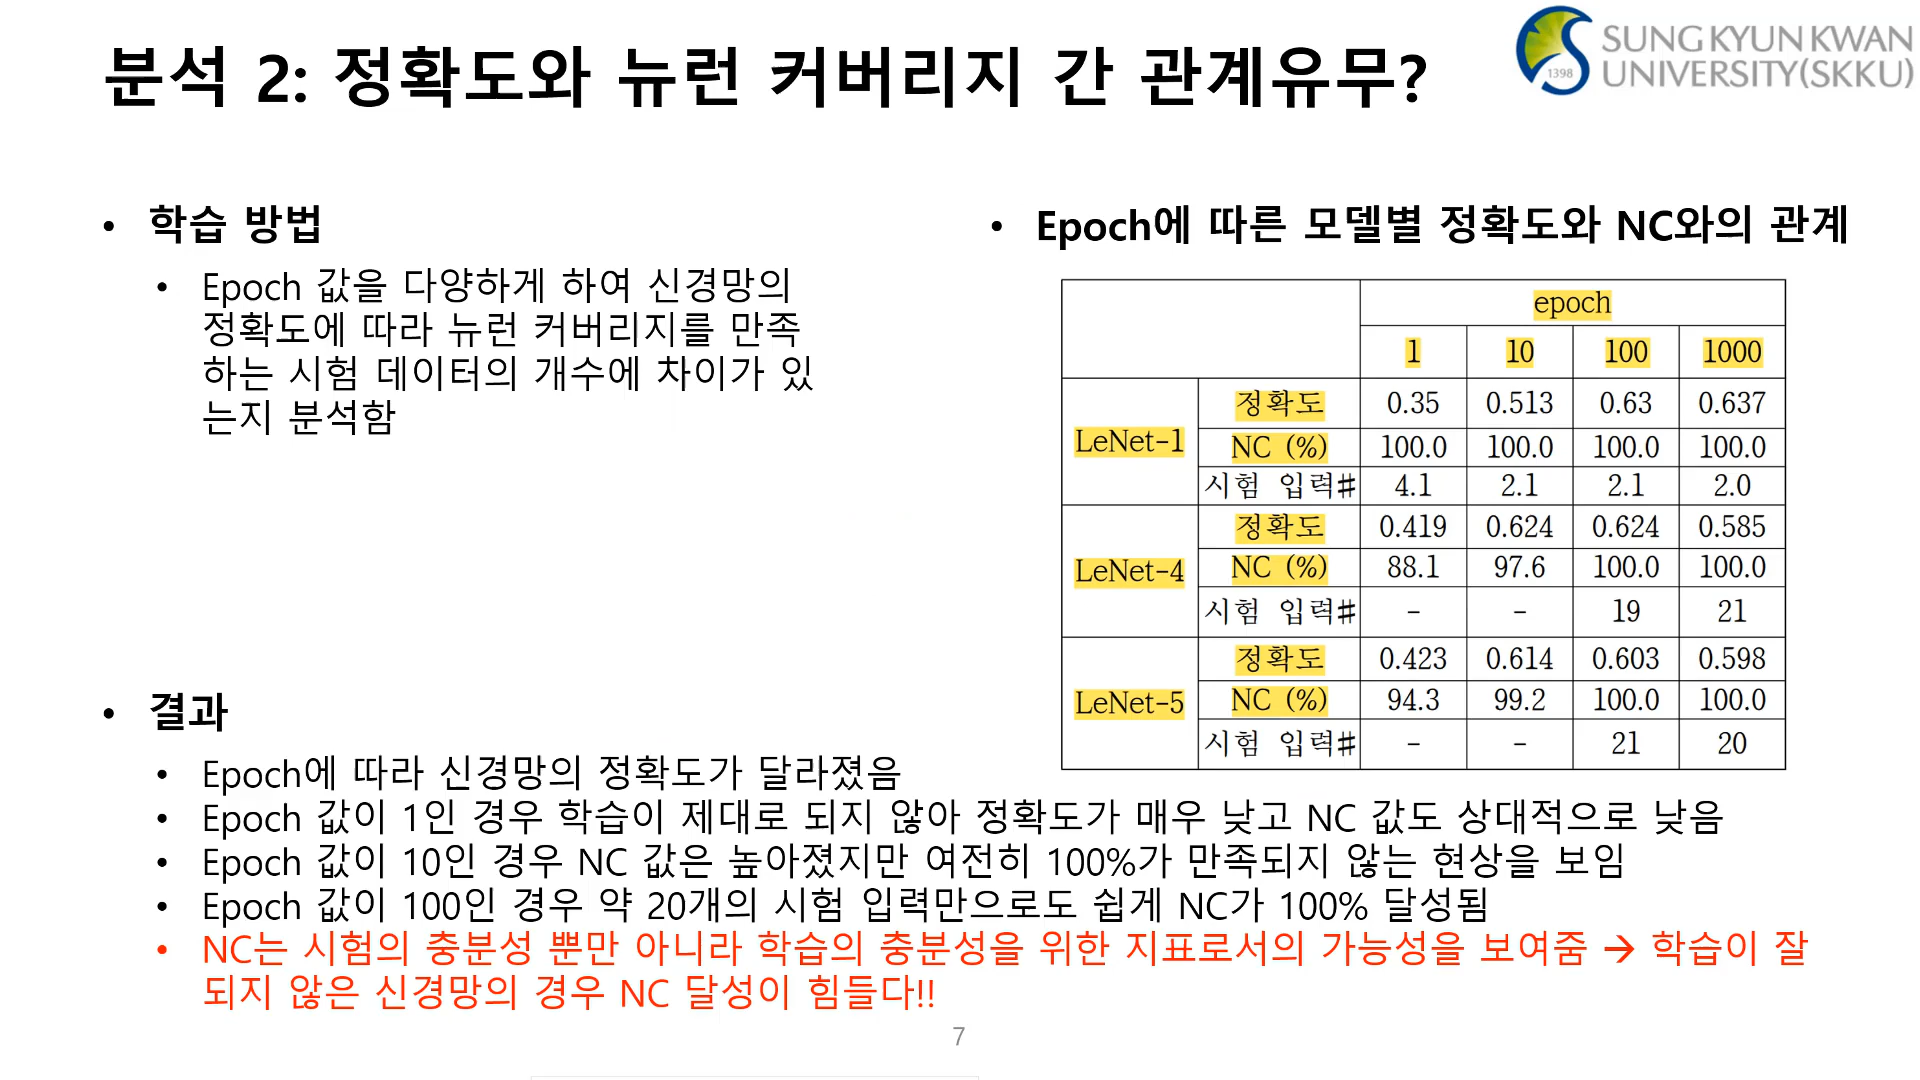 분석 2: 정확도와 뉴런 커버리지 간 관계유무?
1398
SUNGKYUNKWAN
UNIVERSITY(SKKU)
• 학습 방법
• Epoch 값을 다양하게 하여 신경망의
정확도에 따라 뉴런 커버리지를 만족
하는 시험 데이터의 개수에 차이가 있
는지 분석함
• Epoch에 따른 모델별 정확도와 NC와의 관계
epoch
1 10 100 1000
LeNet-1
정확도 0.35 0.513 0.63 0.637
NC (%) 100.0 100.0 100.0 100.0
시험 입력# 4.1 2.1 2.1 2.0
LeNet-4
정확도 0.419 0.624 0.624 0.585
NC (%) 88.1 97.6 100.0 100.0
시험 입력# - - 19 21
LeNet-5
정확도 0.423 0.614 0.603 0.598
NC (%) 94.3 99.2 100.0 100.0
시험 입력# - - 21 20
• 결과
• Epoch에 따라 신경망의 정확도가 달라졌음
• Epoch 값이 1인 경우 학습이 제대로 되지 않아 정확도가 매우 낮고 NC 값도 상대적으로 낮음
• Epoch 값이 10인 경우 NC 값은 높아졌지만 여전히 100%가 만족되지 않는 현상을 보임
• Epoch 값이 100인 경우 약 20개의 시험 입력만으로도 쉽게 NC가 100% 달성됨
• NC는 시험의 충분성 뿐만 아니라 학습의 충분성을 위한 지표로서의 가능성을 보여줌 → 학습이 잘
되지 않은 신경망의 경우 NC 달성이 힘들다!!
7